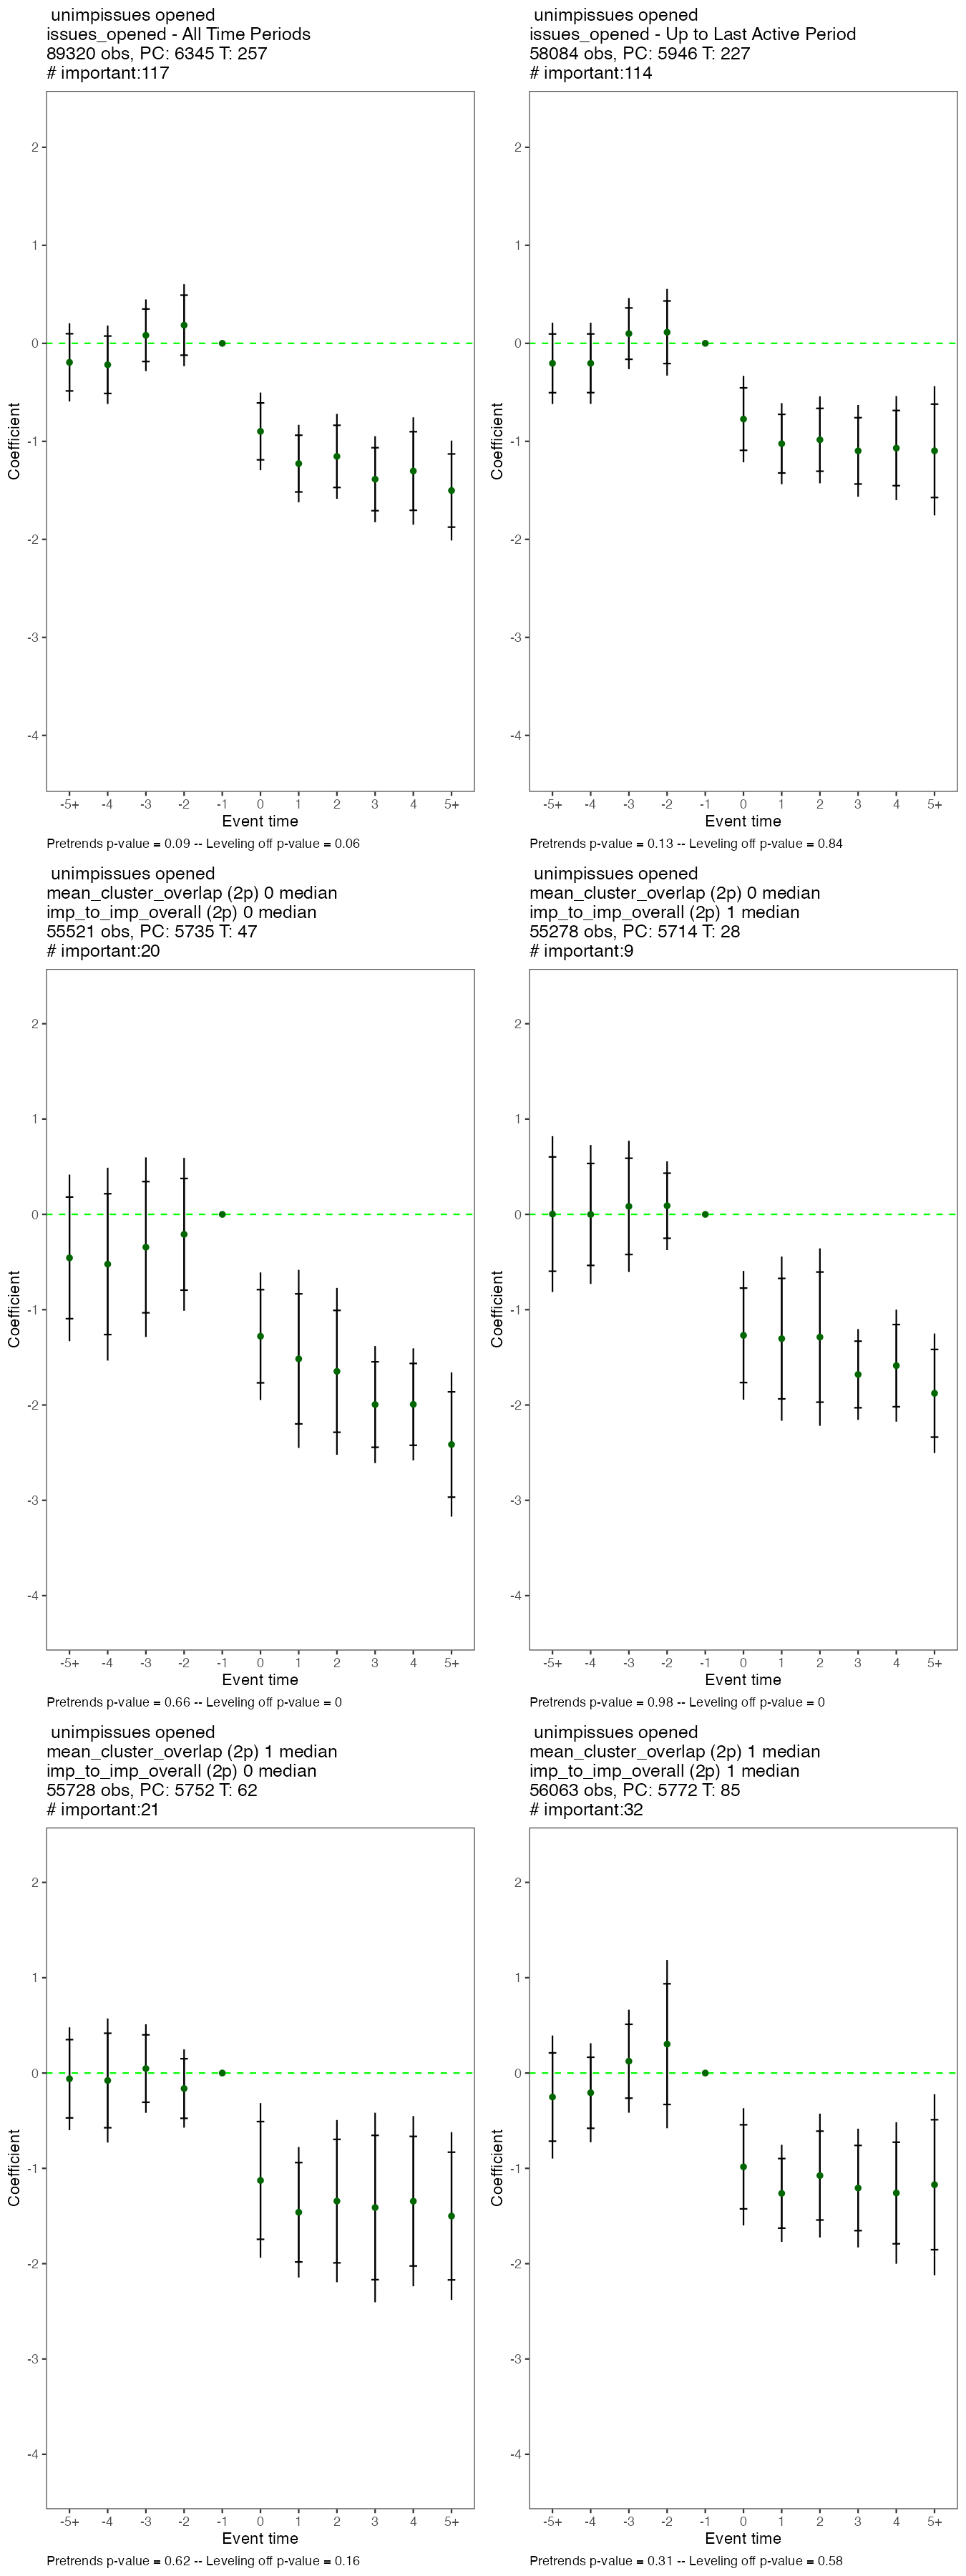 unimpissues opened
issues_opened - All Time Periods
89320 obs, PC: 6345 T: 257
# important:117
2
1
0
-1
-2
-3
-4
Coefficient
-5+ -4 -3 -2 -1 0 1 2 3 4 5+
Event time
Pretrends p-value = 0.09 -- Leveling off p-value = 0.06
unimpissues opened
issues_opened - Up to Last Active Period
58084 obs, PC: 5946 T: 227
# important:114
2
1
0
-1
-2
-3
-4
Coefficient
-5+ -4 -3 -2 -1 0 1 2 3 4 5+
Event time
Pretrends p-value = 0.13 -- Leveling off p-value = 0.84
unimpissues opened
mean_cluster_overlap (2p) 0 median
imp_to_imp_overall (2p) 0 median
55521 obs, PC: 5735 T: 47
# important:20
2
1
0
-1
-2
-3
-4
Coefficient
-5+ -4 -3 -2 -1 0 1 2 3 4 5+
Event time
Pretrends p-value = 0.66 -- Leveling off p-value = 0
unimpissues opened
mean_cluster_overlap (2p) 0 median
imp_to_imp_overall (2p) 1 median
55278 obs, PC: 5714 T: 28
# important:9
2
1
0
-1
-2
-3
-4
Coefficient
-5+ -4 -3 -2 -1 0 1 2 3 4 5+
Event time
Pretrends p-value = 0.98 -- Leveling off p-value = 0
unimpissues opened
mean_cluster_overlap (2p) 1 median
imp_to_imp_overall (2p) 0 median
55728 obs, PC: 5752 T: 62
# important:21
2
1
0
-1
-2
-3
-4
Coefficient
-5+ -4 -3 -2 -1 0 1 2 3 4 5+
Event time
Pretrends p-value = 0.62 -- Leveling off p-value = 0.16
unimpissues opened
mean_cluster_overlap (2p) 1 median
imp_to_imp_overall (2p) 1 median
56063 obs, PC: 5772 T: 85
# important:32
2
1
0
-1
-2
-3
-4
Coefficient
-5+ -4 -3 -2 -1 0 1 2 3 4 5+
Event time
Pretrends p-value = 0.31 -- Leveling off p-value = 0.58